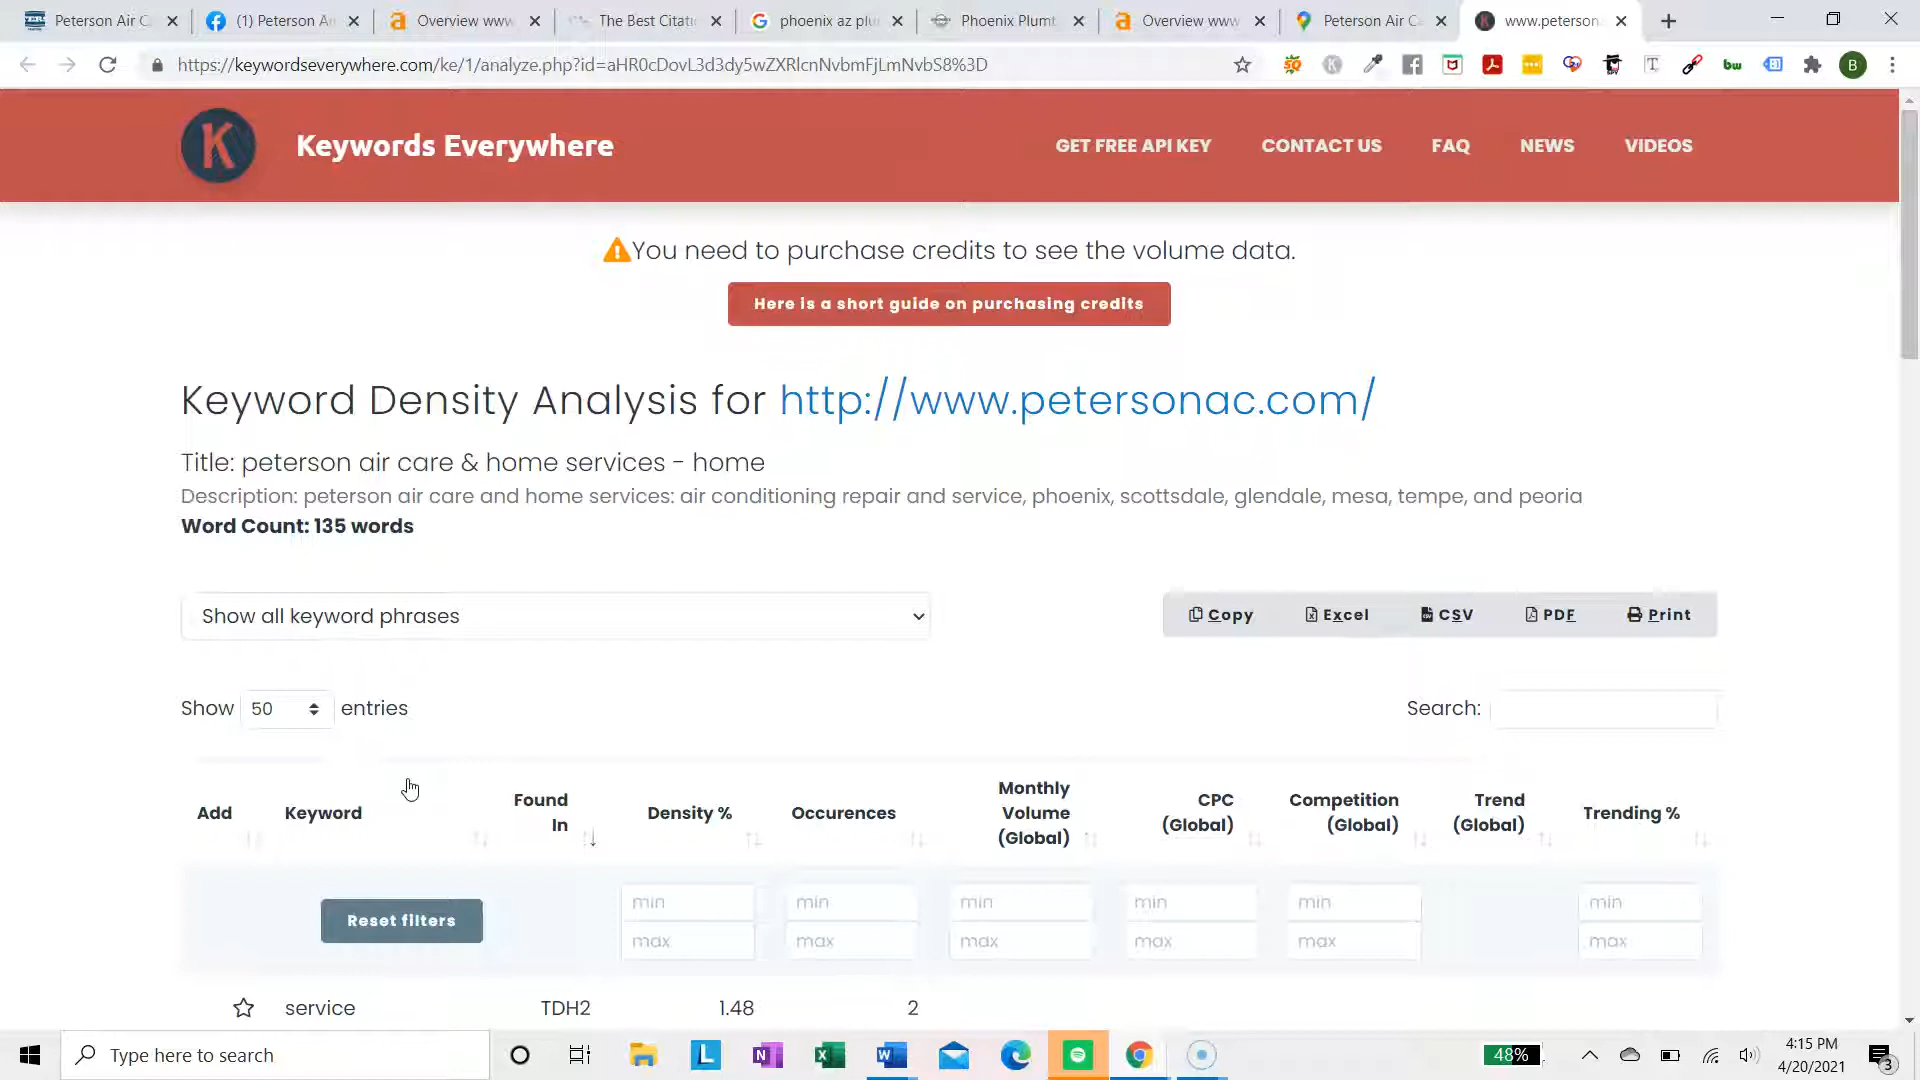 Peterson Air C
(1) Peterson A
Overview www
The Best Citati
phoenix az plu
Phoenix Plumb
Overview www
Peterson Air C
www.peterson
https://keywordseverywhere.com/ke/1/analyze.php?id=aHR0cDovL3d3dy5wZXRlcnNvbmFjLmNvbS8%3D
Keywords Everywhere
GET FREE API KEY
CONTACT US
FAQ
NEWS
VIDEOS
You need to purchase credits to see the volume data.
Here is a short guide on purchasing credits
Keyword Density Analysis for http://www.petersonac.com/
Title: peterson air care & home services - home
Description: peterson air care and home services: air conditioning repair and service, phoenix, scottsdale, glendale, mesa, tempe, and peoria
Word Count: 135 words
Show all keyword phrases
Copy Excel CSV PDF Print
Show 50 entries
Search:
Add
Keyword
Found In
Density %
Occurences
Monthly Volume (Global)
CPC (Global)
Competition (Global)
Trend (Global)
Trending %
Reset filters
min min min min min min
max max max max max max
service TDH2 1.48 2
Type here to search
48%
4:15 PM
4/20/2021
3